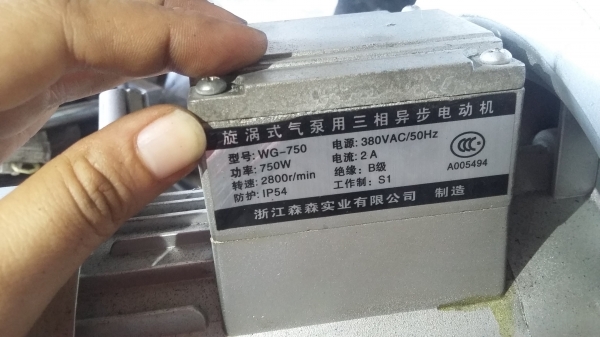 旋涡式气泵用三相异步电动机
型号: WG-750 电源: 380VAC/50Hz
功率: 750W 电流: 2A
转速: 2800r/min 绝缘: B级
防护: IP54 工作制: S1
CCC
A005494
浙江森森实业有限公司 制造